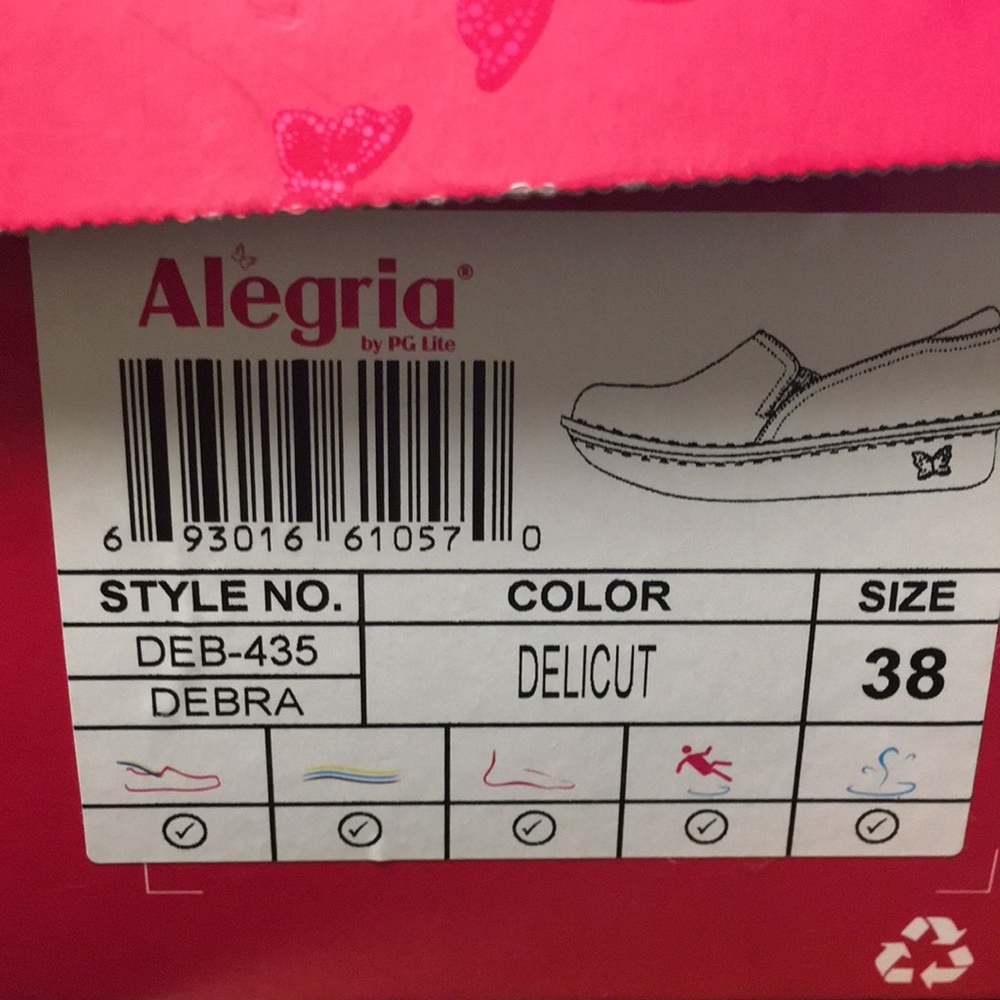 Alegria®
by PG Lite
6 93016 61057 0
STYLE NO. COLOR SIZE
DEB-435
DELICUT 38
DEBRA